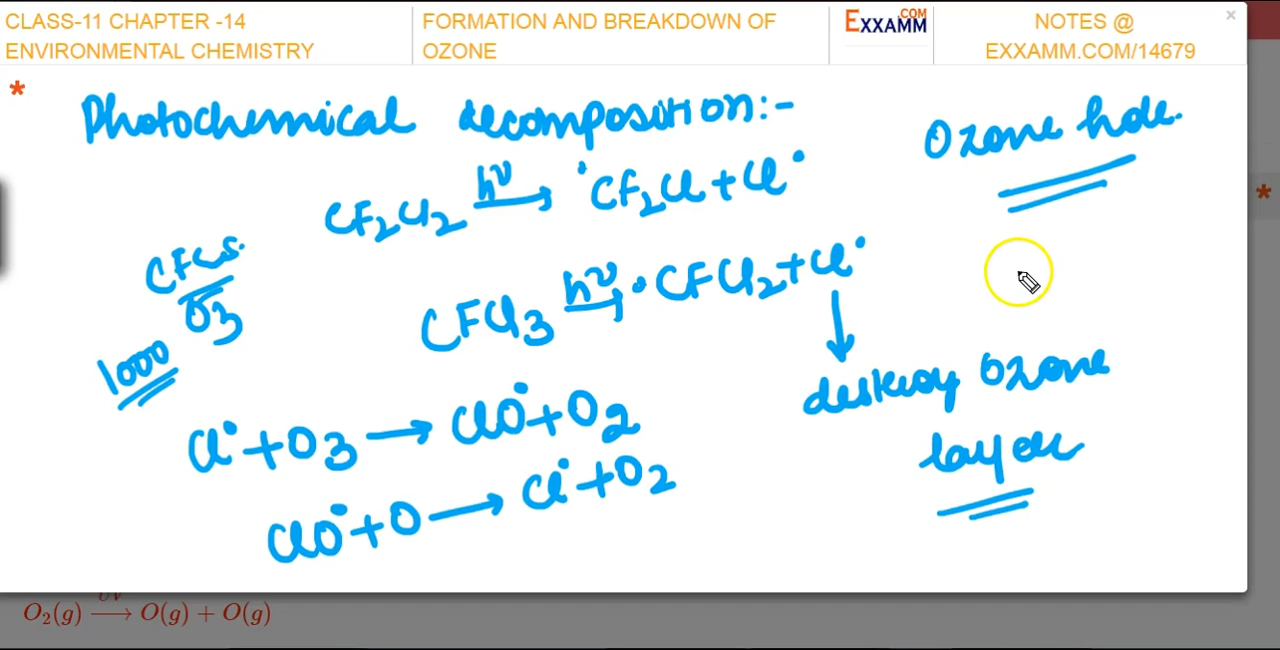 CLASS-11 CHAPTER -14
ENVIRONMENTAL CHEMISTRY
FORMATION AND BREAKDOWN OF
OZONE
EXXAMM.COM
NOTES @
EXXAMM.COM/14679
×
*
Photochemical decomposition:-
Ozone hole.
CF₂Cl₂ hν→ •CF₂Cl + Cl•
*
CFCs.
O₃
CFCl₃ hν→ •CFCl₂ + Cl•
↓
1000
destroy Ozone
layer
Cl• + O₃ → ClO• + O₂
ClO• + O → Cl• + O₂
O₂(g) UV→ O(g) + O(g)